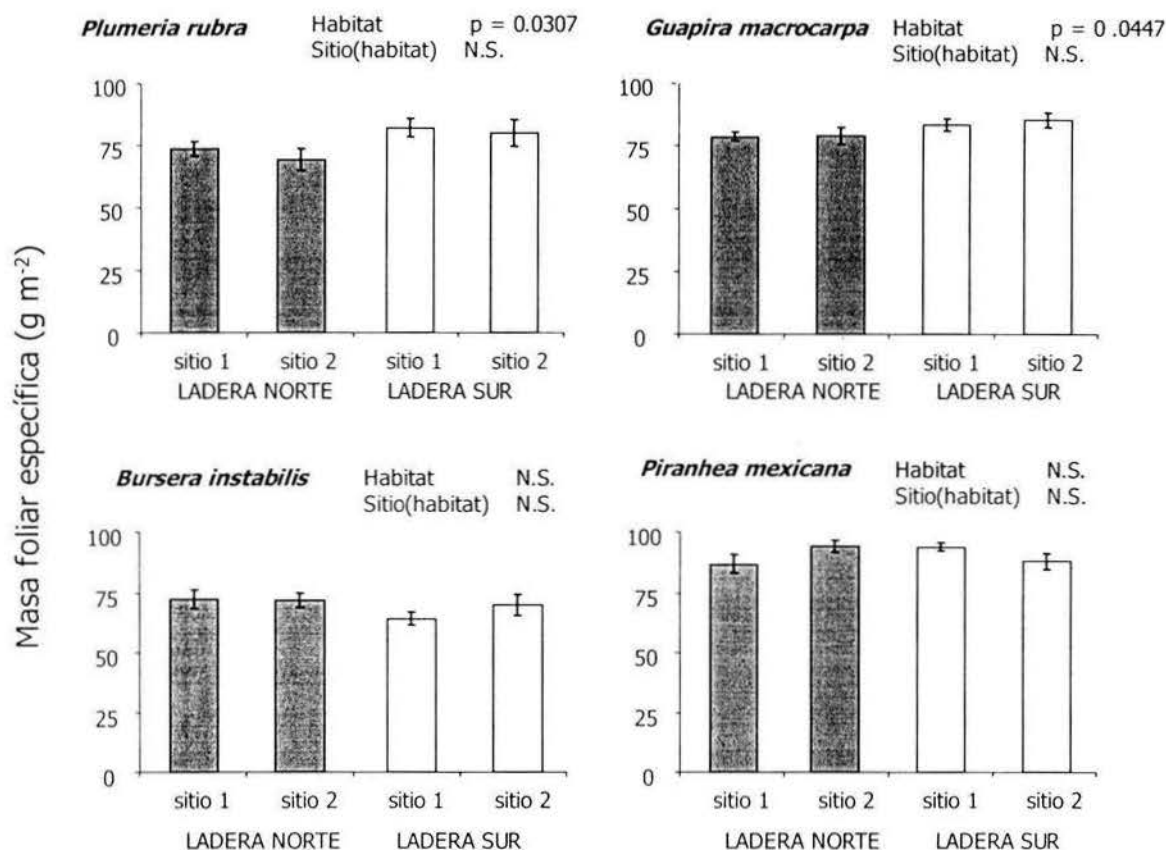 Plumeria rubra
Habitat p = 0.0307
Sitio(habitat) N.S.
100
75
50
25
0
sitio 1 sitio 2 sitio 1 sitio 2
LADERA NORTE LADERA SUR
Guapira macrocarpa
Habitat p = 0 .0447
Sitio(habitat) N.S.
100
75
50
25
0
sitio 1 sitio 2 sitio 1 sitio 2
LADERA NORTE LADERA SUR
Masa foliar específica (g m⁻²)
Bursera instabilis
Habitat N.S.
Sitio(habitat) N.S.
100
75
50
25
0
sitio 1 sitio 2 sitio 1 sitio 2
LADERA NORTE LADERA SUR
Piranhea mexicana
Habitat N.S.
Sitio(habitat) N.S.
100
75
50
25
0
sitio 1 sitio 2 sitio 1 sitio 2
LADERA NORTE LADERA SUR